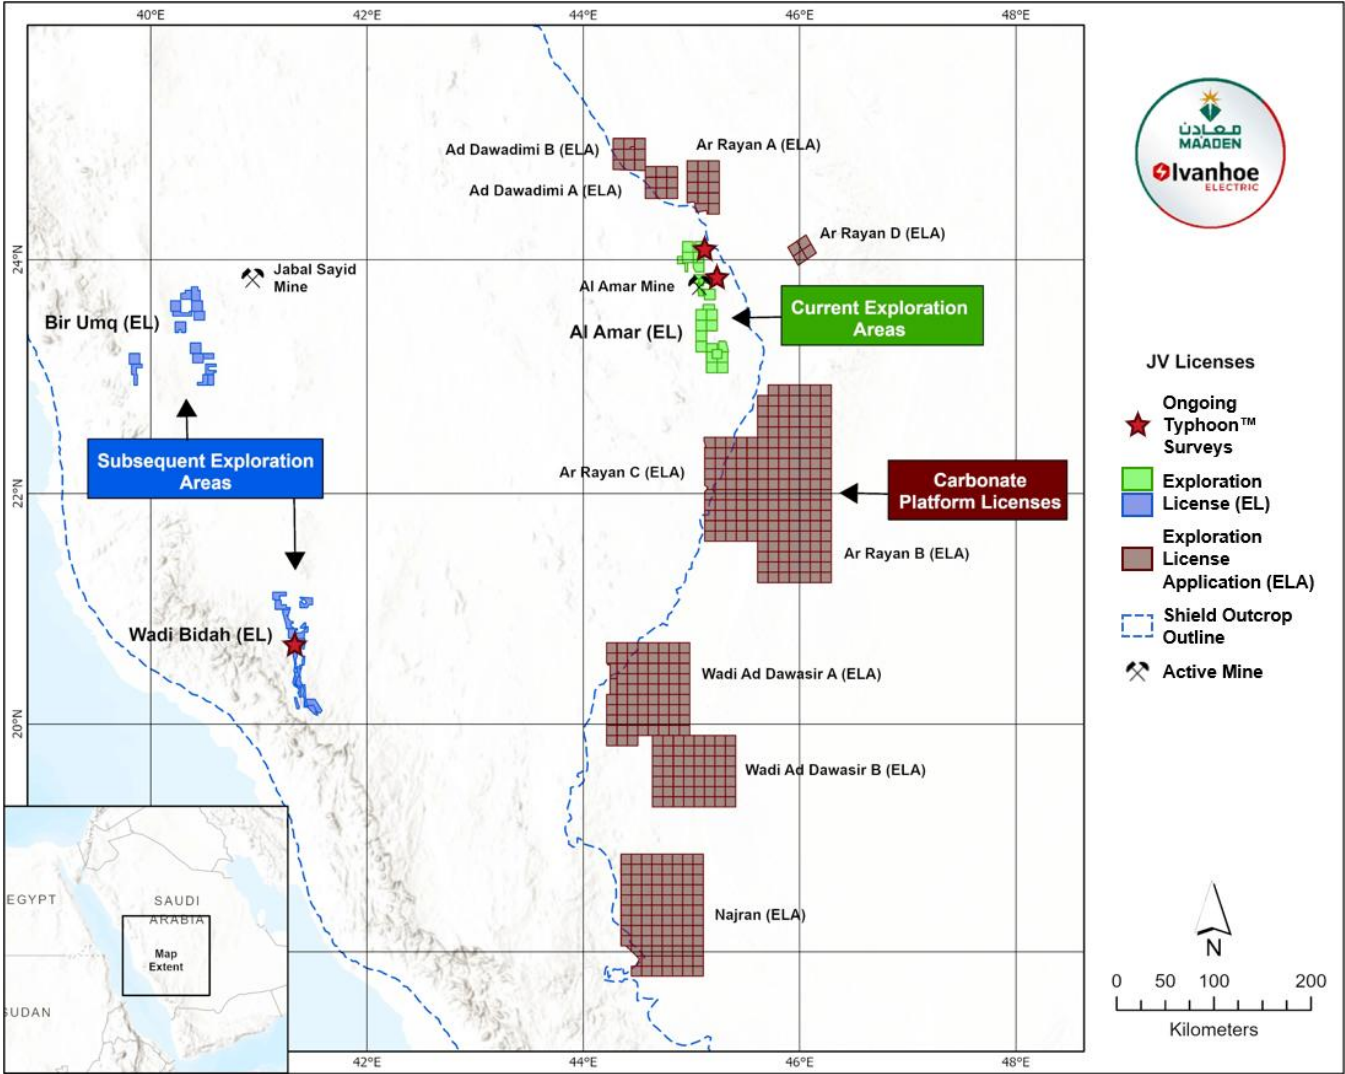 40°E
42°E
44°E
46°E
48°E
24°N
22°N
20°N
Ad Dawadimi B (ELA)
Ar Rayan A (ELA)
Ad Dawadimi A (ELA)
Ar Rayan D (ELA)
Jabal Sayid
Mine
Al Amar Mine
Bir Umq (EL)
Al Amar (EL)
Current Exploration
Areas
Subsequent Exploration
Areas
Ar Rayan C (ELA)
Carbonate
Platform Licenses
Ar Rayan B (ELA)
Wadi Bidah (EL)
Wadi Ad Dawasir A (ELA)
Wadi Ad Dawasir B (ELA)
Najran (ELA)
EGYPT
SAUDI
ARABIA
Map
Extent
SUDAN
42°E
44°E
46°E
48°E
معادن
MAADEN
Ivanhoe
ELECTRIC
JV Licenses
Ongoing
Typhoon™
Surveys
Exploration
License (EL)
Exploration
License
Application (ELA)
Shield Outcrop
Outline
Active Mine
N
0 50 100 200
Kilometers